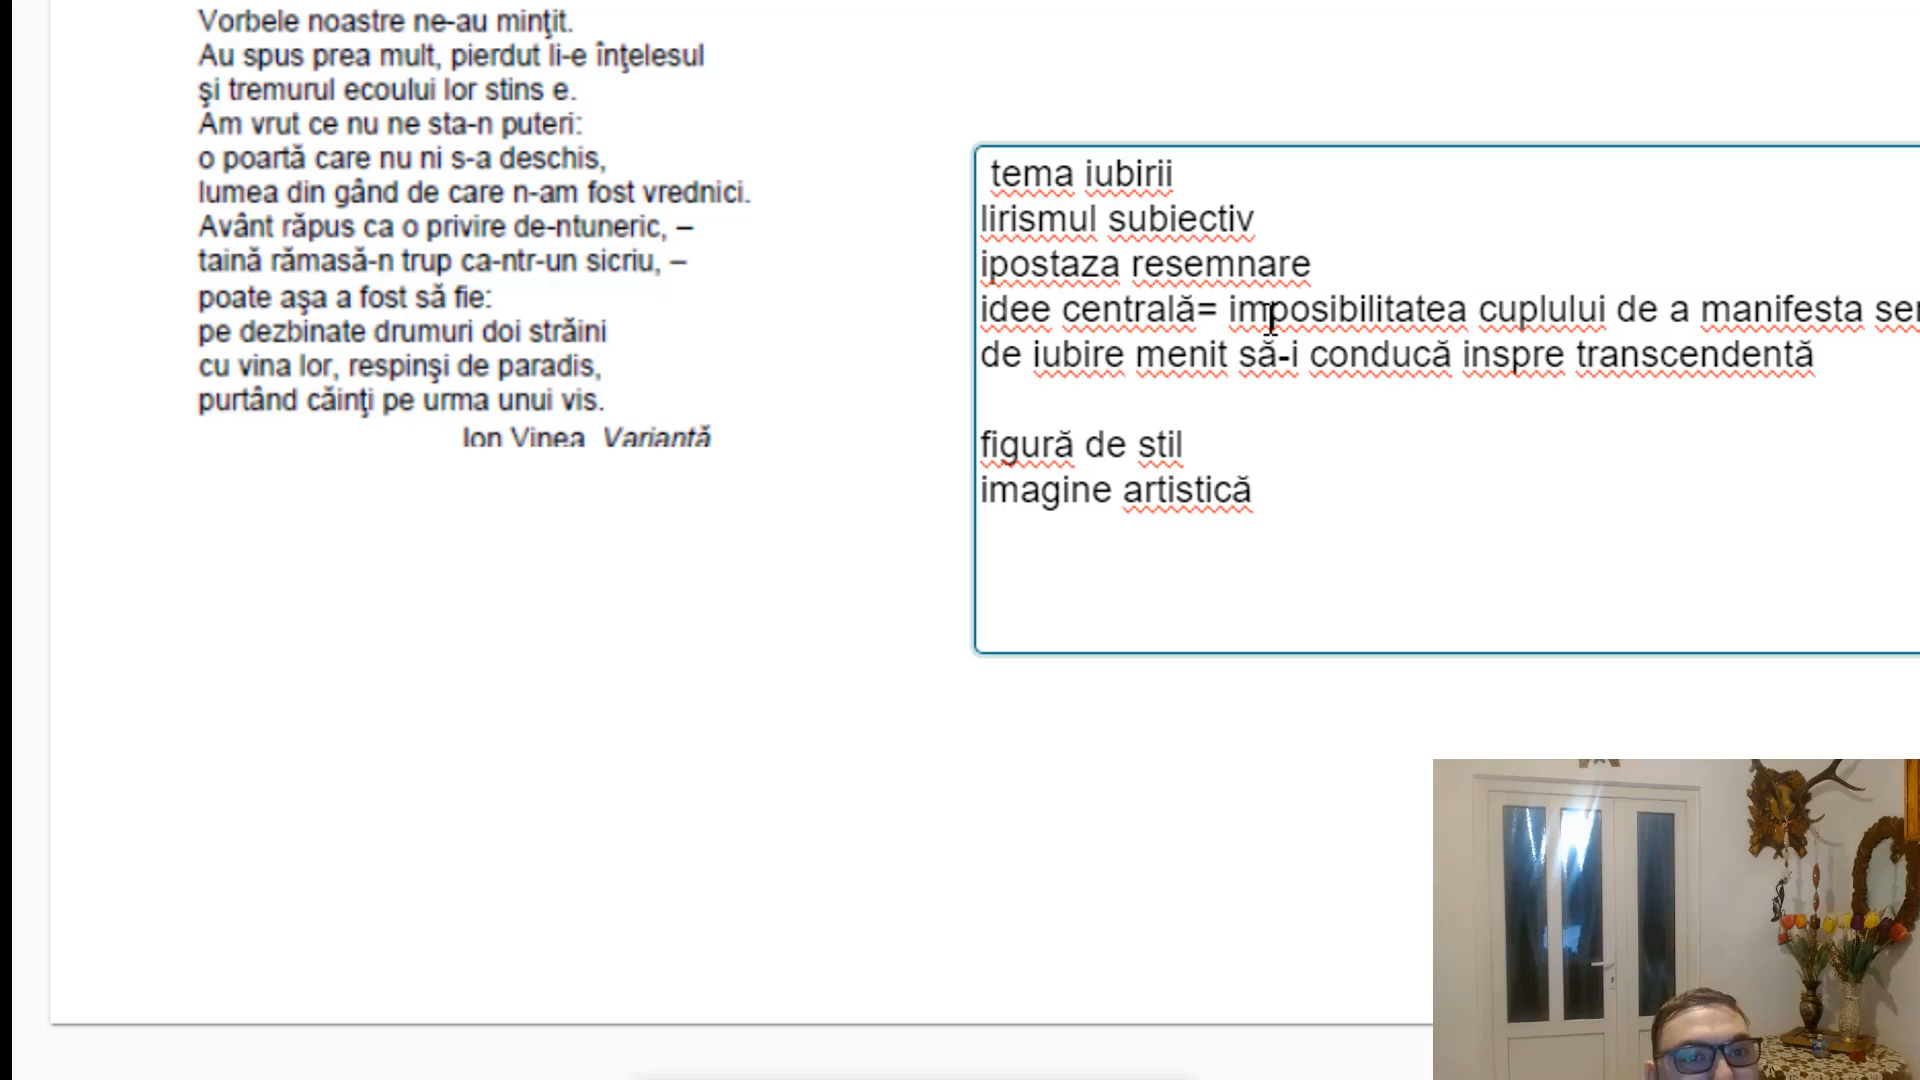 Vorbele noastre ne-au minţit.
Au spus prea mult, pierdut li-e înţelesul
şi tremurul ecoului lor stins e.
Am vrut ce nu ne sta-n puteri:
o poartă care nu ni s-a deschis,
lumea din gând de care n-am fost vrednici.
Avânt răpus ca o privire de-ntuneric, –
taină rămasă-n trup ca-ntr-un sicriu, –
poate aşa a fost să fie:
pe dezbinate drumuri doi străini
cu vina lor, respinşi de paradis,
purtând căinţi pe urma unui vis.
Ion Vinea Variantă
tema iubirii
lirismul subiectiv
ipostaza resemnare
idee centrală= imposibilitatea cuplului de a manifesta
de iubire menit să-i conducă inspre transcendentă
figură de stil
imagine artistică